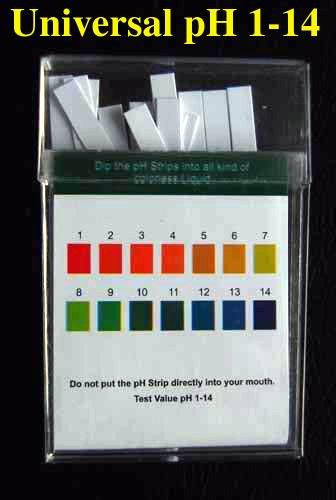 Universal pH 1-14
Dip the pH Strips into all kind of
colorless Liquid
1 2 3 4 5 6 7
8 9 10 11 12 13 14
Do not put the pH Strip directly into your mouth.
Test Value pH 1-14